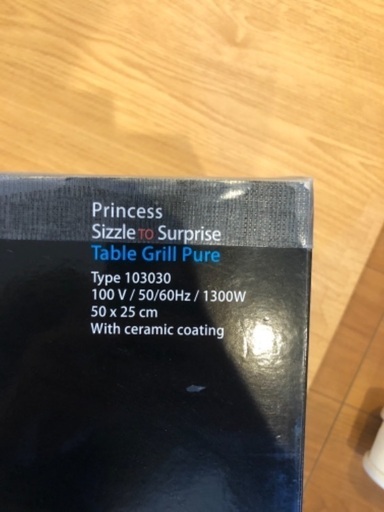 Princess
Sizzle TO Surprise
Table Grill Pure
Type 103030
100 V / 50/60Hz / 1300W
50 x 25 cm
With ceramic coating